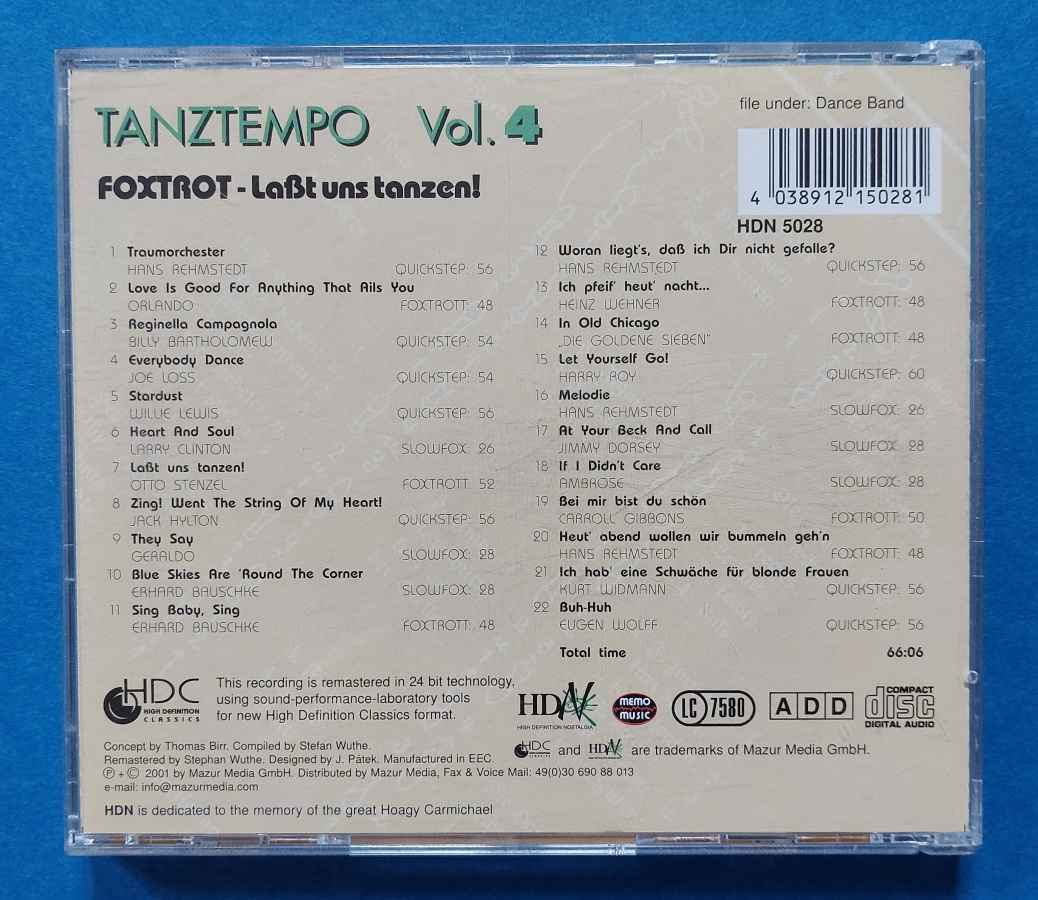 TANZTEMPO Vol. 4
file under: Dance Band
FOXTROT - Laßt uns tanzen!
4 038912 150281
HDN 5028
1 Traumorchester
HANS REHMSTEDT QUICKSTEP: 56
2 Love Is Good For Anything That Ails You
ORLANDO FOXTROTT: 48
3 Reginella Campagnola
BILLY BARTHOLOMEW QUICKSTEP: 54
4 Everybody Dance
JOE LOSS QUICKSTEP: 54
5 Stardust
WILLIE LEWIS QUICKSTEP: 56
6 Heart And Soul
LARRY CLINTON SLOWFOX: 26
7 Laßt uns tanzen!
OTTO STENZEL FOXTROTT: 52
8 Zing! Went The String Of My Heart!
JACK HYLTON QUICKSTEP: 56
9 They Say
GERALDO SLOWFOX: 28
10 Blue Skies Are 'Round The Corner
ERHARD BAUSCHKE SLOWFOX: 28
11 Sing Baby, Sing
ERHARD BAUSCHKE FOXTROTT: 48
12 Woran liegt's, daß ich Dir nicht gefalle?
HANS REHMSTEDT QUICKSTEP: 56
13 Ich pfeif' heut' nacht...
HEINZ WEHNER FOXTROTT: 48
14 In Old Chicago
„DIE GOLDENE SIEBEN" FOXTROTT: 48
15 Let Yourself Go!
HARRY ROY QUICKSTEP: 60
16 Melodie
HANS REHMSTEDT SLOWFOX: 26
17 At Your Beck And Call
JIMMY DORSEY SLOWFOX: 28
18 If I Didn't Care
AMBROSE SLOWFOX: 28
19 Bei mir bist du schön
CARROLL GIBBONS FOXTROTT: 50
20 Heut' abend wollen wir bummeln geh'n
HANS REHMSTEDT FOXTROTT: 48
21 Ich hab' eine Schwäche für blonde Frauen
KURT WIDMANN QUICKSTEP: 56
22 Buh-Huh
EUGEN WOLFF QUICKSTEP: 56
Total time 66:06
HDC
HIGH DEFINITION
CLASSICS
This recording is remastered in 24 bit technology,
using sound-performance-laboratory tools
for new High Definition Classics format.
HDN
HIGH DEFINITION NOSTALGIA
MEMO
MUSIC
LC 7580
ADD
COMPACT
disc
DIGITAL AUDIO
HDC and HDN are trademarks of Mazur Media GmbH.
Concept by Thomas Birr. Compiled by Stefan Wuthe.
Remastered by Stephan Wuthe. Designed by J. Pátek. Manufactured in EEC.
℗ + © 2001 by Mazur Media GmbH. Distributed by Mazur Media, Fax & Voice Mail: 49(0)30 690 88 013
e-mail: info@mazurmedia.com
HDN is dedicated to the memory of the great Hoagy Carmichael